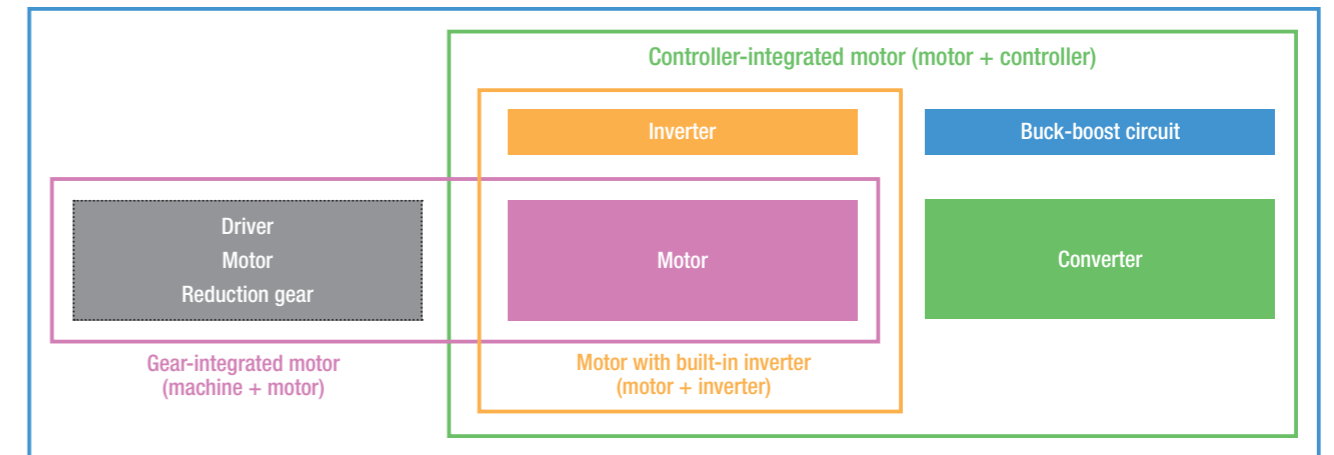 Controller-integrated motor (motor + controller)
Inverter
Buck-boost circuit
Driver
Motor
Reduction gear
Motor
Converter
Gear-integrated motor
(machine + motor)
Motor with built-in inverter
(motor + inverter)